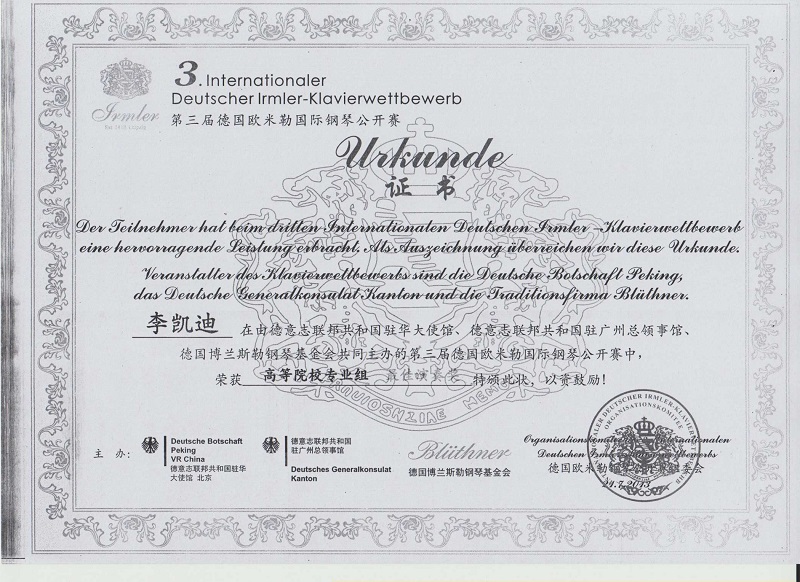 Irmler
3. Internationaler
Deutscher Irmler-Klavierwettbewerb
第三届德国欧米勒国际钢琴公开赛
Urkunde
证书
Der Teilnehmer hat beim dritten Internationalen Deutschen Irmler-Klavierwettbewerb
eine hervorragende Leistung erbracht. Als Auszeichnung überreichen wir diese Urkunde.
Veranstalter des Klavierwettbewerbs sind die Deutsche Botschaft Peking,
das Deutsche Generalkonsulat Kanton und die Traditionsfirma Blüthner.
李凯迪 在由德意志联邦共和国驻华大使馆、德意志联邦共和国驻广州总领事馆、
德国博兰斯勒钢琴基金会共同主办的第三届德国欧米勒国际钢琴公开赛中,
荣获 高等院校专业组 特颁此状,以资鼓励!
主办:
Deutsche Botschaft
Peking
VR China
德意志联邦共和国驻华
大使馆 北京
德意志联邦共和国
驻广州总领事馆
Deutsches Generalkonsulat
Kanton
Blüthner
德国博兰斯勒钢琴基金会
DEUTSCHER IRMLER-KLAVIER
ORGANISATIONSKOMITEE
Organisationskomitee Internationalen
Deutschen
德国欧米勒